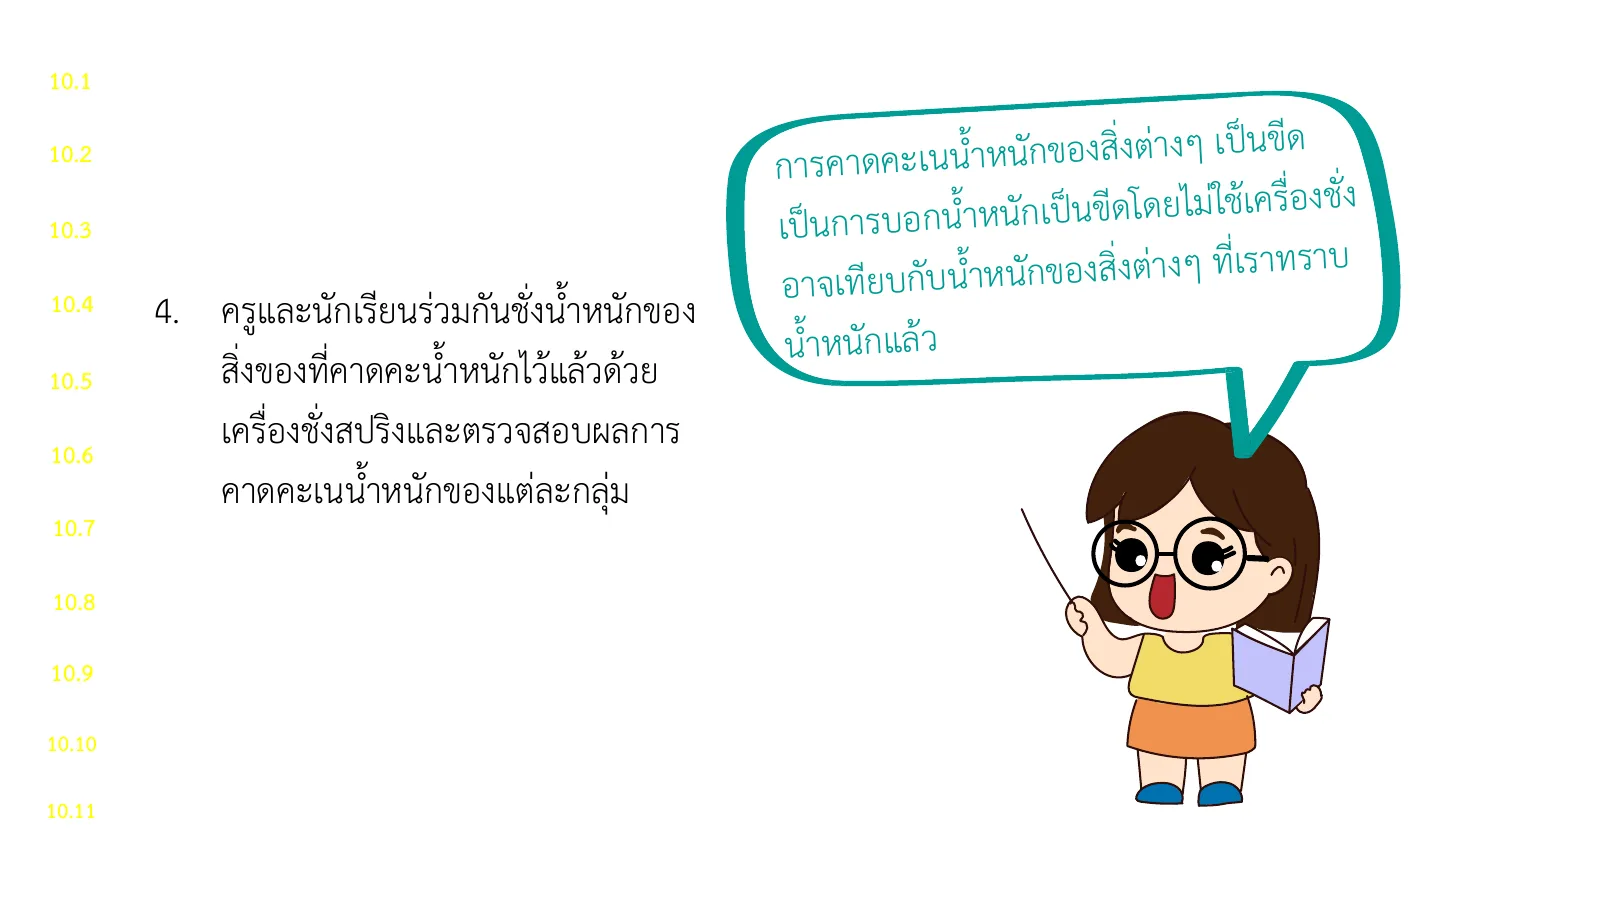 10.1
10.2
10.3
10.4
10.5
10.6
10.7
10.8
10.9
10.10
10.11
4. ครูและนักเรียนร่วมกันชั่งน้ำหนักของ
สิ่งของที่คาดคะน้ำหนักไว้แล้วด้วย
เครื่องชั่งสปริงและตรวจสอบผลการ
คาดคะเนน้ำหนักของแต่ละกลุ่ม
การคาดคะเนน้ำหนักของสิ่งต่างๆ เป็นขีด
เป็นการบอกน้ำหนักเป็นขีดโดยไม่ใช้เครื่องชั่ง
อาจเทียบกับน้ำหนักของสิ่งต่างๆ ที่เราทราบ
น้ำหนักแล้ว